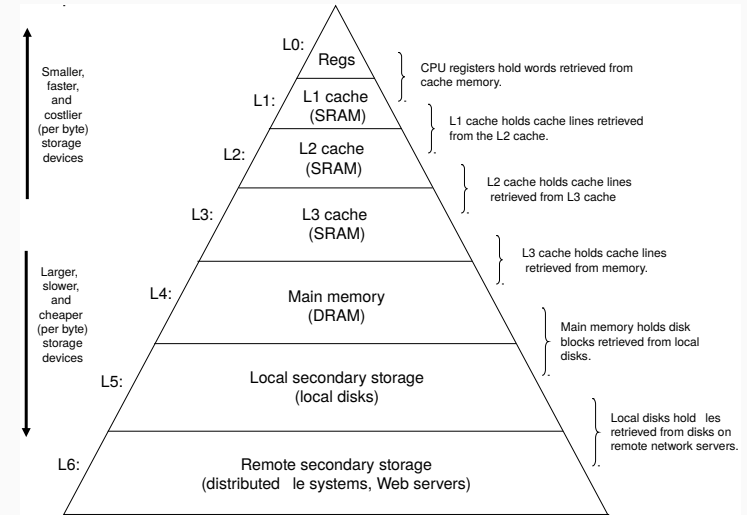 L0:
Regs
CPU registers hold words retrieved from
cache memory.
Smaller,
faster,
and
costlier
(per byte)
storage
devices
L1:
L1 cache
(SRAM)
L1 cache holds cache lines retrieved
from the L2 cache.
L2:
L2 cache
(SRAM)
L2 cache holds cache lines
retrieved from L3 cache
L3:
L3 cache
(SRAM)
L3 cache holds cache lines
retrieved from memory.
Larger,
slower,
and
cheaper
(per byte)
storage
devices
L4:
Main memory
(DRAM)
Main memory holds disk
blocks retrieved from local
disks.
L5:
Local secondary storage
(local disks)
Local disks hold les
retrieved from disks on
remote network servers.
L6:
Remote secondary storage
(distributed le systems, Web servers)